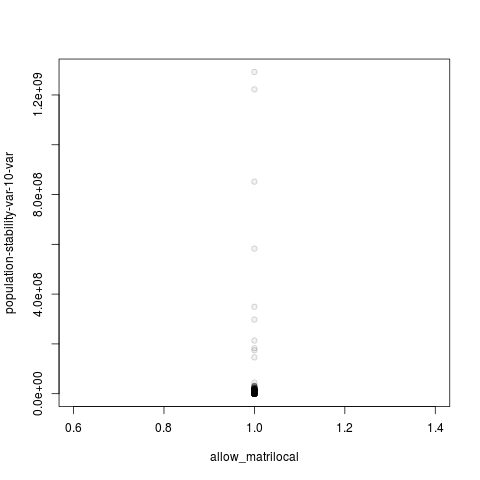 population-stability-var-10-var
1.2e+09
8.0e+08
4.0e+08
0.0e+00
0.6
0.8
1.0
1.2
1.4
allow_matrilocal